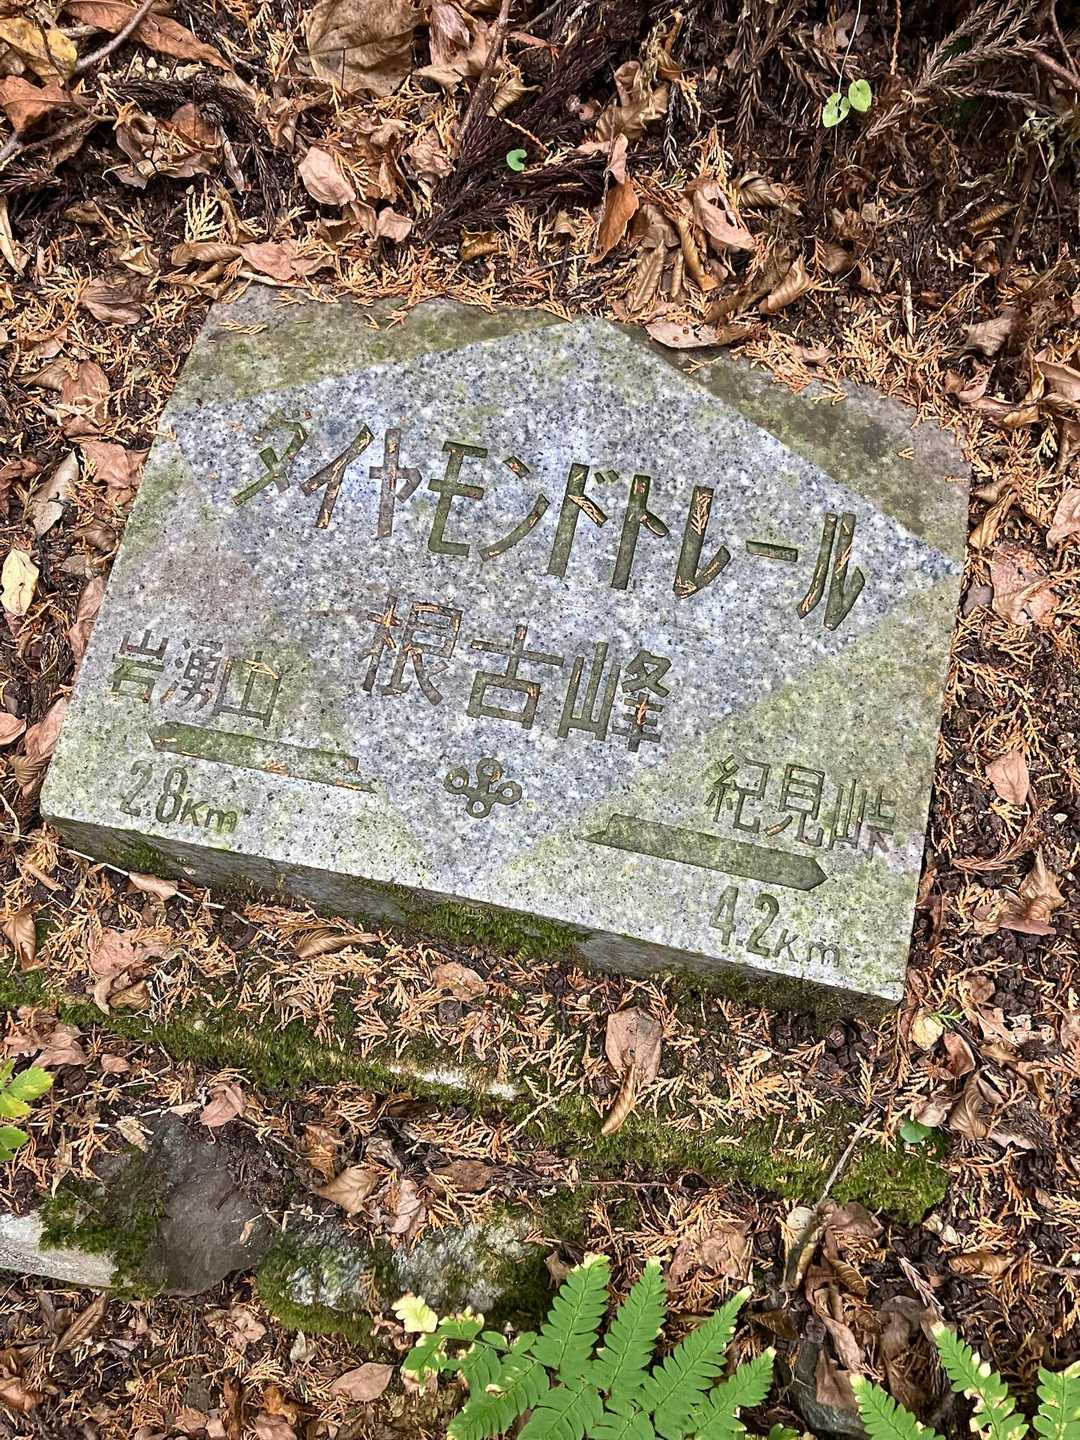 ダイヤモンドトレール
根古峰
岩湧山
2.8Km
紀見峠
4.2Km